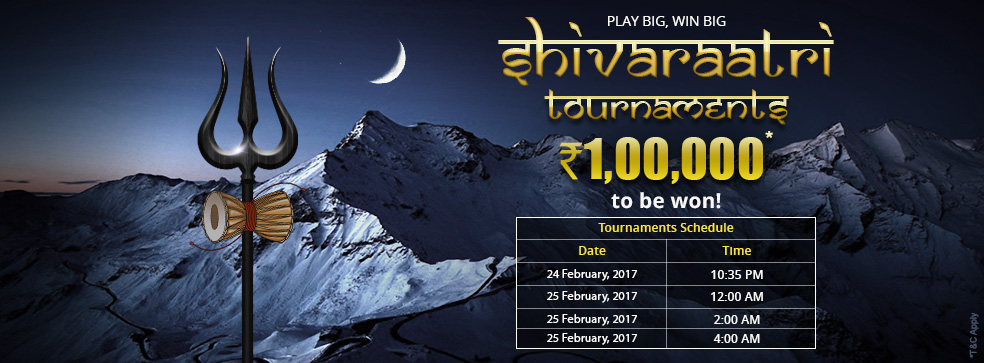 PLAY BIG, WIN BIG
Shivaraatri
Tournaments
₹1,00,000*
to be won!
Tournaments Schedule
Date Time
24 February, 2017 10:35 PM
25 February, 2017 12:00 AM
25 February, 2017 2:00 AM
25 February, 2017 4:00 AM
*T&C Apply